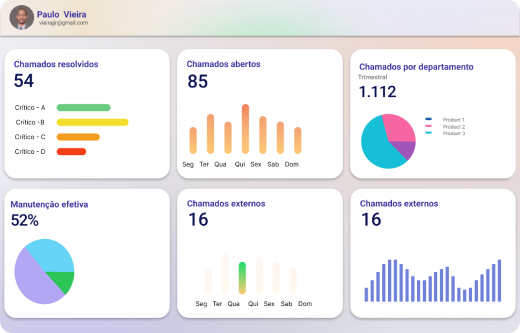 Paulo Vieira
vieirajr@gmail.com
Chamados resolvidos
54
Crítico - A
Crítico -B
Crítico - C
Crítico - D
Chamados abertos
85
Seg Ter Qua Qui Sex Sab Dom
Chamados por departamento
Trimestral
1.112
Product 1
Product 2
Product 3
Manutenção efetiva
52%
Chamados externos
16
Seg Ter Qua Qui Sex Sab Dom
Chamados externos
16